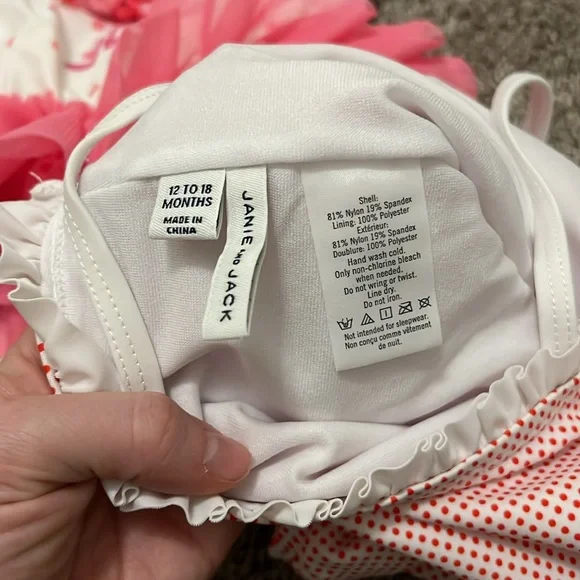 12 TO 18
MONTHS
MADE IN
CHINA
JANIE AND JACK
Shell:
81% Nylon 19% Spandex
Lining: 100% Polyester
Extérieur:
81% Nylon 19% Spandex
Doublure: 100% Polyester
Hand wash cold.
Only non-chlorine bleach
when needed.
Do not wring or twist.
Line dry.
Do not iron.
Not intended for sleepwear.
Non conçu comme vêtement
de nuit.